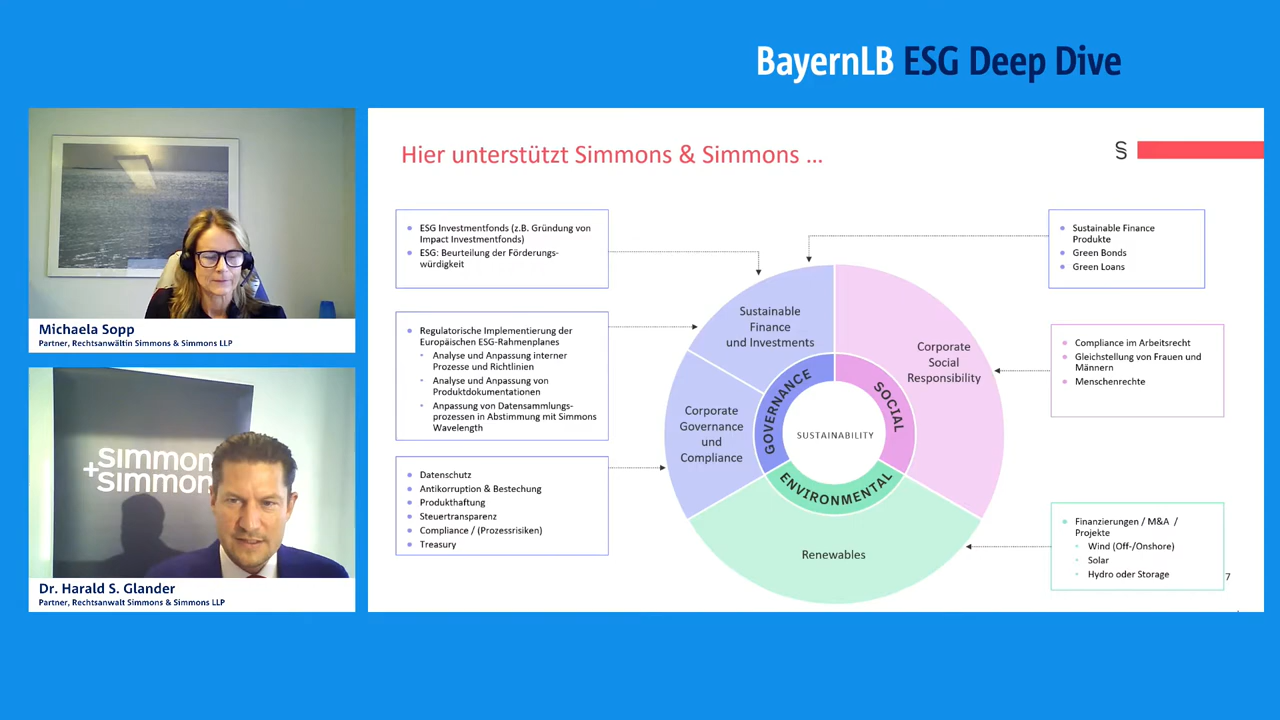 BayernLB ESG Deep Dive
Michaela Sopp
Partner, Rechtsanwältin Simmons & Simmons LLP
simmon
+simmon
Dr. Harald S. Glander
Partner, Rechtsanwalt Simmons & Simmons LLP
Hier unterstützt Simmons & Simmons ...
§
• ESG Investmentfonds (z.B. Gründung von
Impact Investmentfonds)
• ESG: Beurteilung der Förderungs-
würdigkeit
• Regulatorische Implementierung der
Europäischen ESG-Rahmenplanes
• Analyse und Anpassung interner
Prozesse und Richtlinien
• Analyse und Anpassung von
Produktdokumentationen
• Anpassung von Datensammlungs-
prozessen in Abstimmung mit Simmons
Wavelength
• Datenschutz
• Antikorruption & Bestechung
• Produkthaftung
• Steuertransparenz
• Compliance / (Prozessrisiken)
• Treasury
Sustainable
Finance
und Investments
Corporate
Governance
und
Compliance
Corporate
Social
Responsibility
GOVERNANCE
SOCIAL
SUSTAINABILITY
ENVIRONMENTAL
Renewables
• Sustainable Finance
Produkte
• Green Bonds
• Green Loans
• Compliance im Arbeitsrecht
• Gleichstellung von Frauen und
Männern
• Menschenrechte
• Finanzierungen / M&A /
Projekte
• Wind (Off-/Onshore)
• Solar
• Hydro oder Storage
7